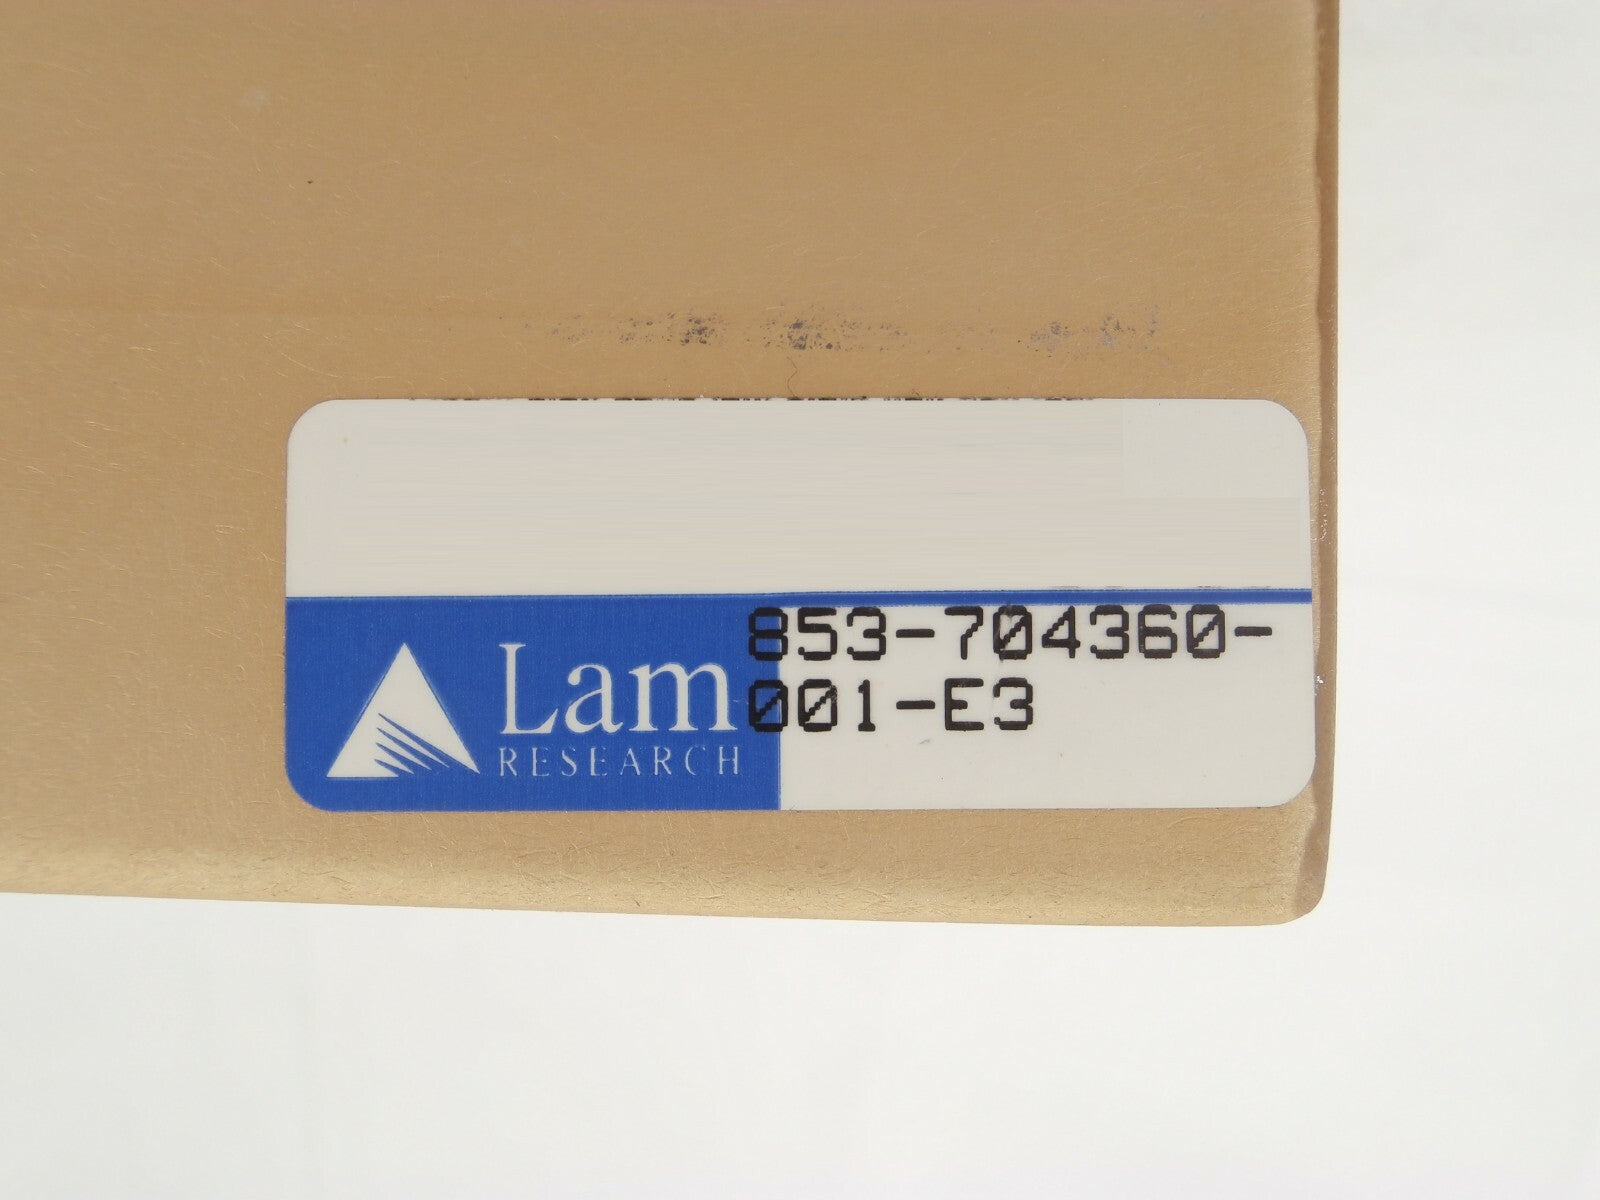 853-704360-
001-E3
Lam
RESEARCH